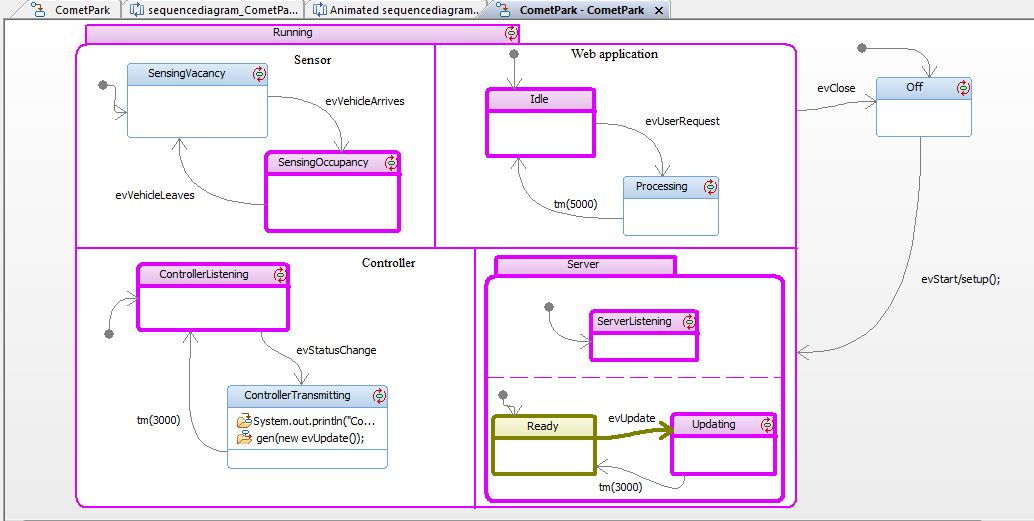 CometPark
sequencediagram_CometPa...
Animated sequencediagram...
CometPark - CometPark
Running
Sensor
SensingVacancy
evVehicleArrives
SensingOccupancy
evVehicleLeaves
Web application
Idle
evUserRequest
Processing
tm(5000)
evClose
Off
evStart/setup();
Controller
ControllerListening
evStatusChange
ControllerTransmitting
System.out.println("Co...
gen(new evUpdate());
tm(3000)
Server
ServerListening
Ready
evUpdate
Updating
tm(3000)